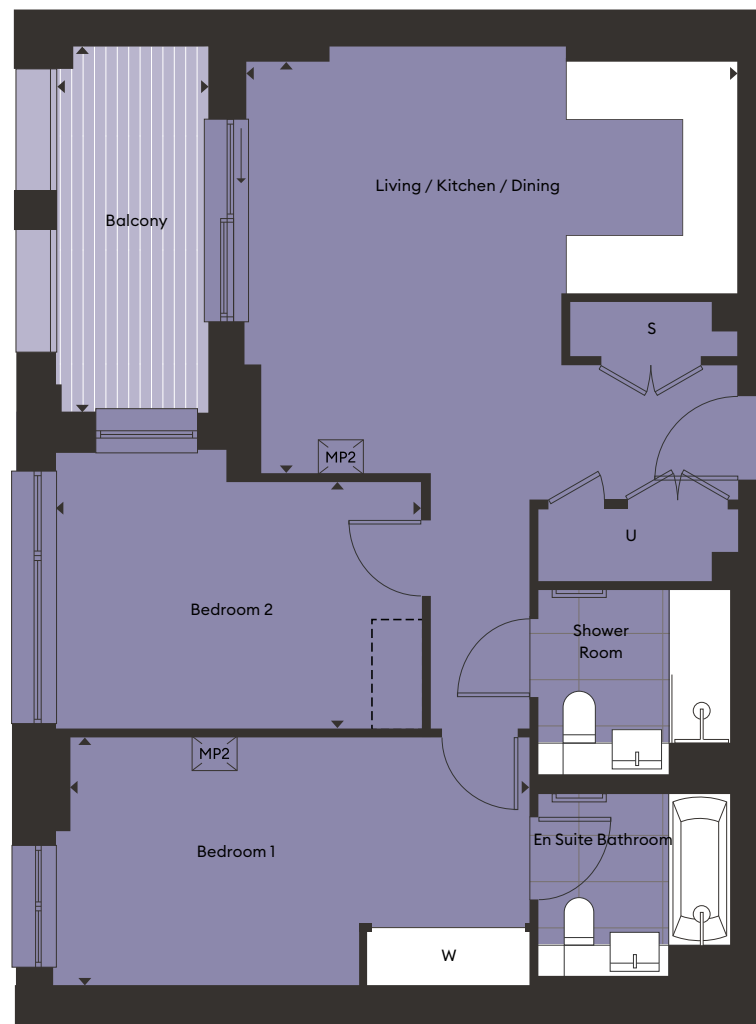 Living / Kitchen / Dining
Balcony
S
MP2
U
Bedroom 2
Shower
Room
MP2
En Suite Bathroom
Bedroom 1
W